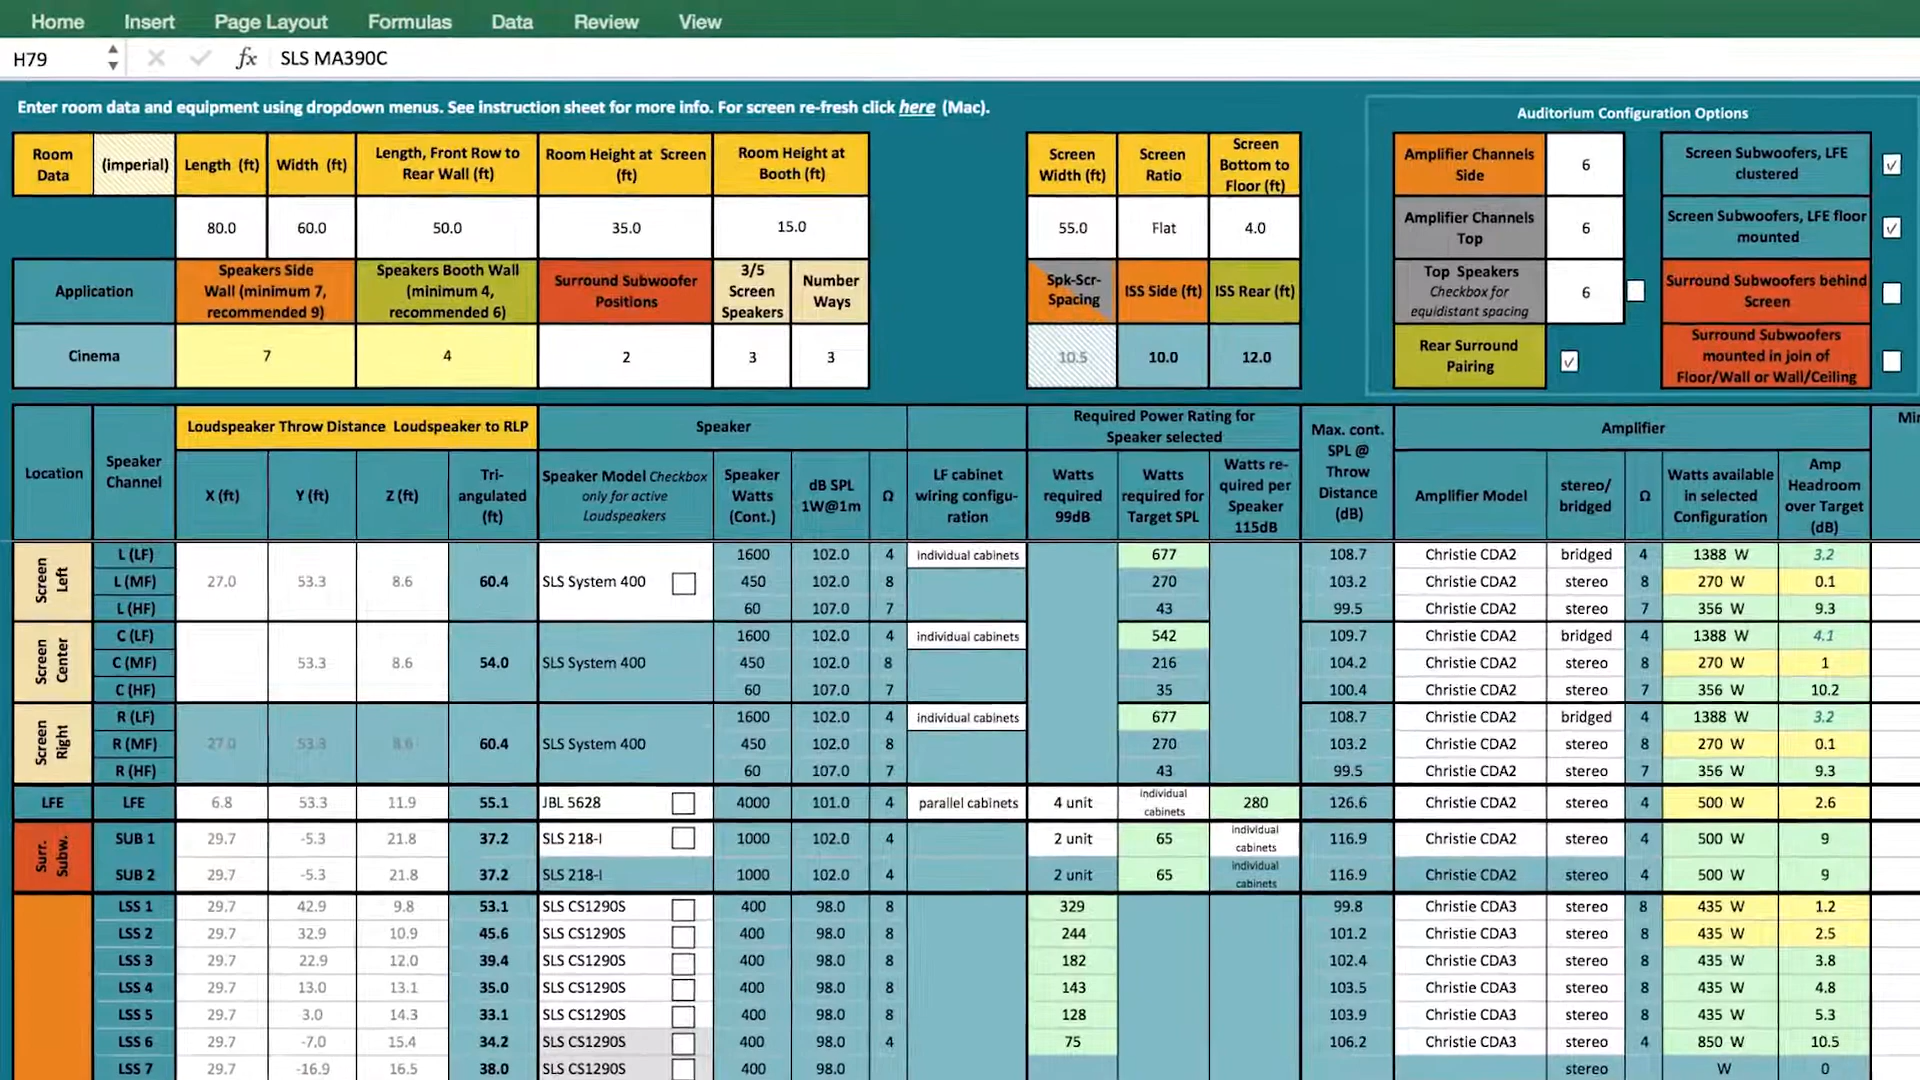 Home Insert Page Layout Formulas Data Review View
H79 fx SLS MA390C
Enter room data and equipment using dropdown menus. See instruction sheet for more info. For screen re-fresh click here (Mac).
Auditorium Configuration Options
Room Data (imperial) Length (ft) Width (ft) Length, Front Row to Rear Wall (ft) Room Height at Screen (ft) Room Height at Booth (ft) Screen Width (ft) Screen Ratio Screen Bottom to Floor (ft) Amplifier Channels Side 6 Screen Subwoofers, LFE clustered
80.0 60.0 50.0 35.0 15.0 55.0 Flat 4.0 Amplifier Channels Top 6 Screen Subwoofers, LFE floor mounted
Application Speakers Side Wall (minimum 7, recommended 9) Speakers Booth Wall (minimum 4, recommended 6) Surround Subwoofer Positions 3/5 Screen Speakers Number Ways Spk-Scr-Spacing ISS Side (ft) ISS Rear (ft) Top Speakers Checkbox for equidistant spacing 6 Surround Subwoofers behind Screen
Cinema 7 4 2 3 3 10.5 10.0 12.0 Rear Surround Pairing Surround Subwoofers mounted in join of Floor/Wall or Wall/Ceiling
Location Speaker Channel Loudspeaker Throw Distance Loudspeaker to RLP Speaker Required Power Rating for Speaker selected Max. cont. SPL @ Throw Distance (dB) Amplifier
X (ft) Y (ft) Z (ft) Tri-angulated (ft) Speaker Model Checkbox only for active Loudspeakers Speaker Watts (Cont.) dB SPL 1W@1m Ω LF cabinet wiring configu-ration Watts required 99dB Watts required for Target SPL Watts re-quired per Speaker 115dB Amplifier Model stereo/ bridged Ω Watts available in selected Configuration Amp Headroom over Target (dB)
Screen Left L (LF) 1600 102.0 4 individual cabinets 677 108.7 Christie CDA2 bridged 4 1388 W 3.2
L (MF) 27.0 53.3 8.6 60.4 SLS System 400 450 102.0 8 270 103.2 Christie CDA2 stereo 8 270 W 0.1
L (HF) 60 107.0 7 43 99.5 Christie CDA2 stereo 7 356 W 9.3
Screen Center C (LF) 1600 102.0 4 individual cabinets 542 109.7 Christie CDA2 bridged 4 1388 W 4.1
C (MF) 53.3 8.6 54.0 SLS System 400 450 102.0 8 216 104.2 Christie CDA2 stereo 8 270 W 1
C (HF) 60 107.0 7 35 100.4 Christie CDA2 stereo 7 356 W 10.2
Screen Right R (LF) 1600 102.0 4 individual cabinets 677 108.7 Christie CDA2 bridged 4 1388 W 3.2
R (MF) 27.0 53.3 8.6 60.4 SLS System 400 450 102.0 8 270 103.2 Christie CDA2 stereo 8 270 W 0.1
R (HF) 60 107.0 7 43 99.5 Christie CDA2 stereo 7 356 W 9.3
LFE LFE 6.8 53.3 11.9 55.1 JBL 5628 4000 101.0 4 parallel cabinets 4 unit individual cabinets 280 126.6 Christie CDA2 stereo 4 500 W 2.6
Surr. Subw. SUB 1 29.7 -5.3 21.8 37.2 SLS 218-I 1000 102.0 4 2 unit 65 individual cabinets 116.9 Christie CDA2 stereo 4 500 W 9
SUB 2 29.7 -5.3 21.8 37.2 SLS 218-I 1000 102.0 4 2 unit 65 individual cabinets 116.9 Christie CDA2 stereo 4 500 W 9
LSS 1 29.7 42.9 9.8 53.1 SLS CS1290S 400 98.0 8 329 99.8 Christie CDA3 stereo 8 435 W 1.2
LSS 2 29.7 32.9 10.9 45.6 SLS CS1290S 400 98.0 8 244 101.2 Christie CDA3 stereo 8 435 W 2.5
LSS 3 29.7 22.9 12.0 39.4 SLS CS1290S 400 98.0 8 182 102.4 Christie CDA3 stereo 8 435 W 3.8
LSS 4 29.7 13.0 13.1 35.0 SLS CS1290S 400 98.0 8 143 103.5 Christie CDA3 stereo 8 435 W 4.8
LSS 5 29.7 3.0 14.3 33.1 SLS CS1290S 400 98.0 8 128 103.9 Christie CDA3 stereo 8 435 W 5.3
LSS 6 29.7 -7.0 15.4 34.2 SLS CS1290S 400 98.0 4 75 106.2 Christie CDA3 stereo 4 850 W 10.5
LSS 7 29.7 -16.9 16.5 38.0 SLS CS1290S 400 98.0 stereo W 0